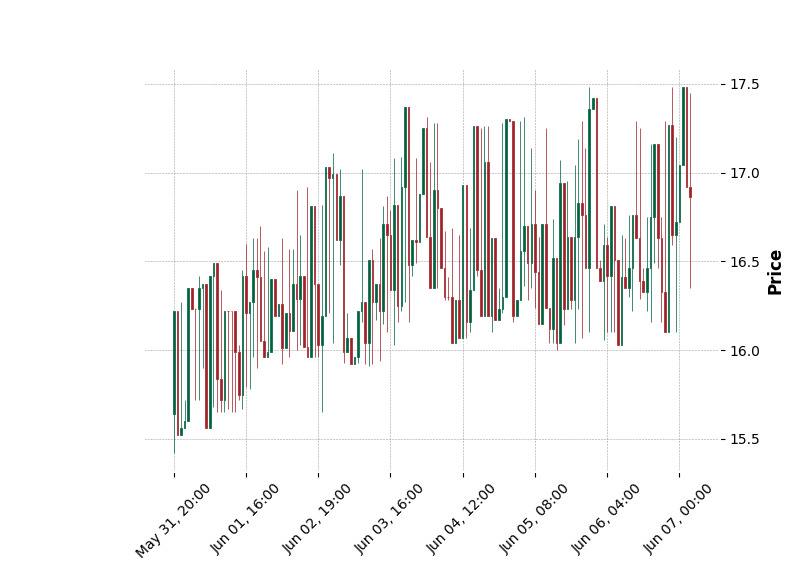 17.5
17.0
16.5
16.0
15.5
Price
May 31, 20:00
Jun 01, 16:00
Jun 02, 19:00
Jun 03, 16:00
Jun 04, 12:00
Jun 05, 08:00
Jun 06, 04:00
Jun 07, 00:00